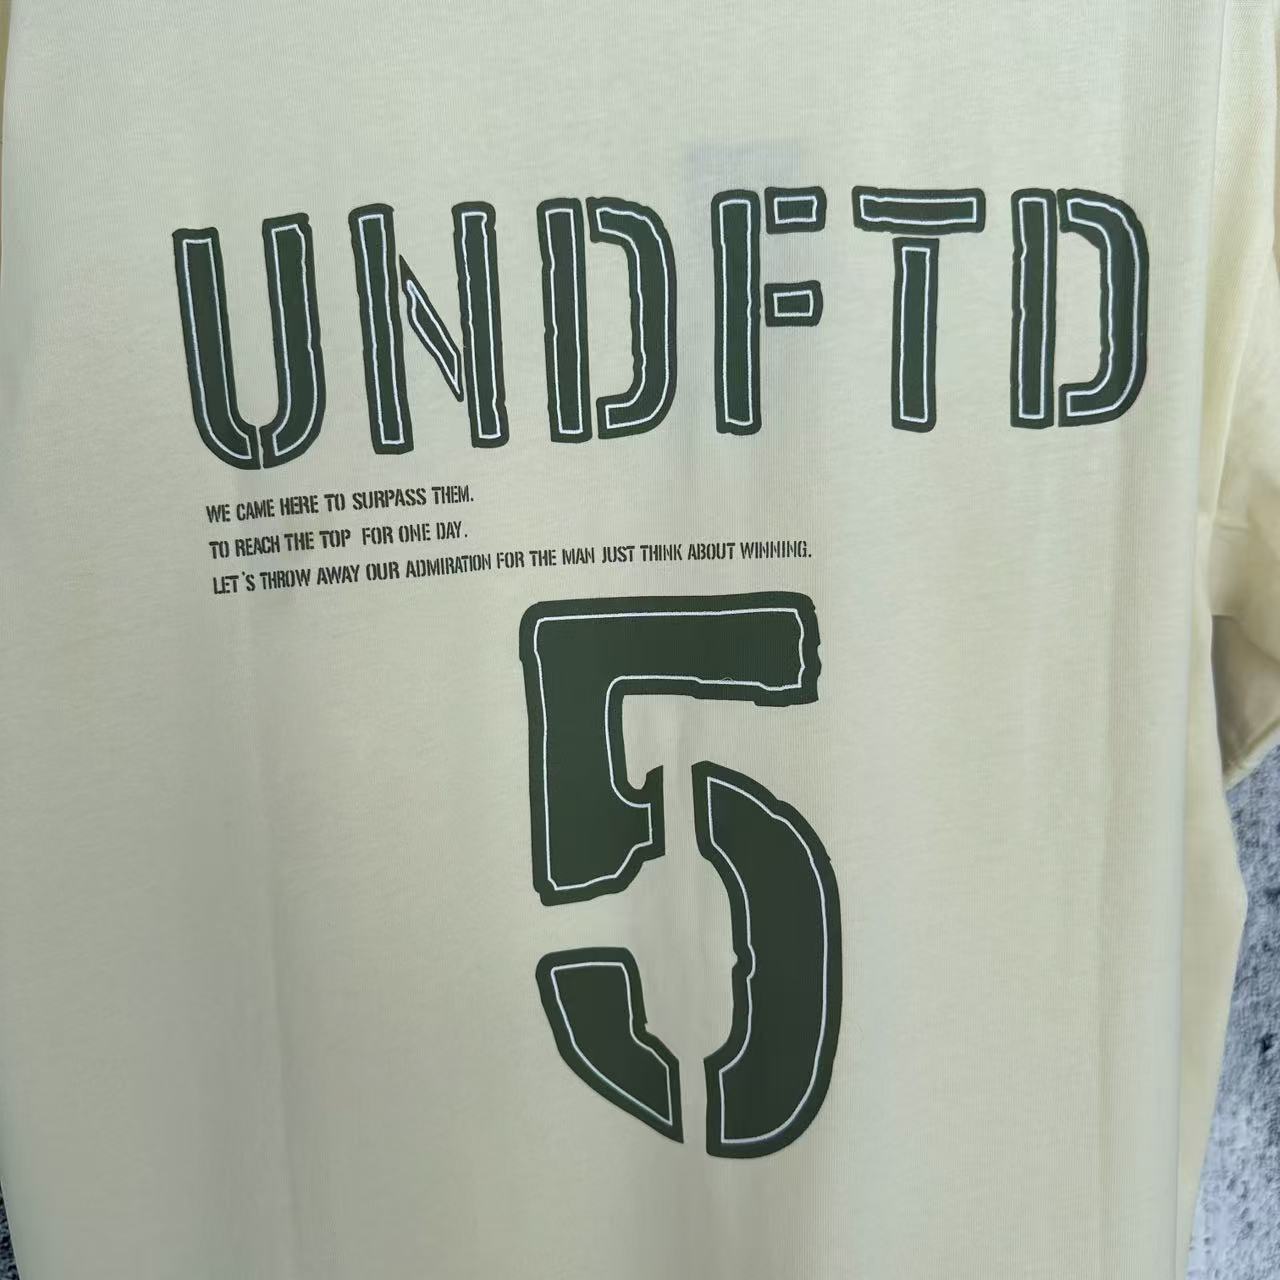 UNDFTD
WE CAME HERE TO SURPASS THEM.
TO REACH THE TOP FOR ONE DAY.
LET'S THROW AWAY OUR ADMIRATION FOR THE MAN JUST THINK ABOUT WINNING.
5